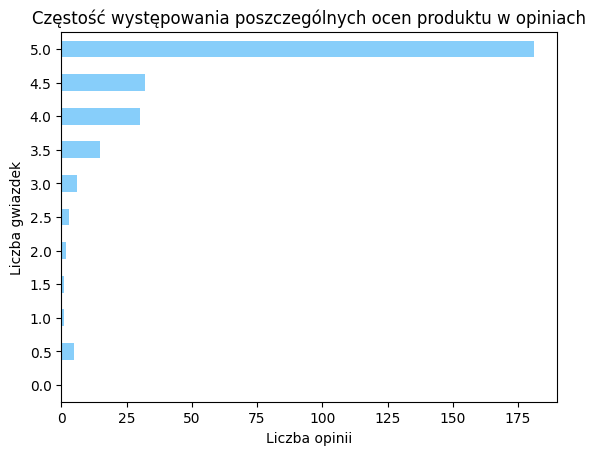 Częstość występowania poszczególnych ocen produktu w opiniach
Liczba gwiazdek
5.0
4.5
4.0
3.5
3.0
2.5
2.0
1.5
1.0
0.5
0.0
0 25 50 75 100 125 150 175
Liczba opinii